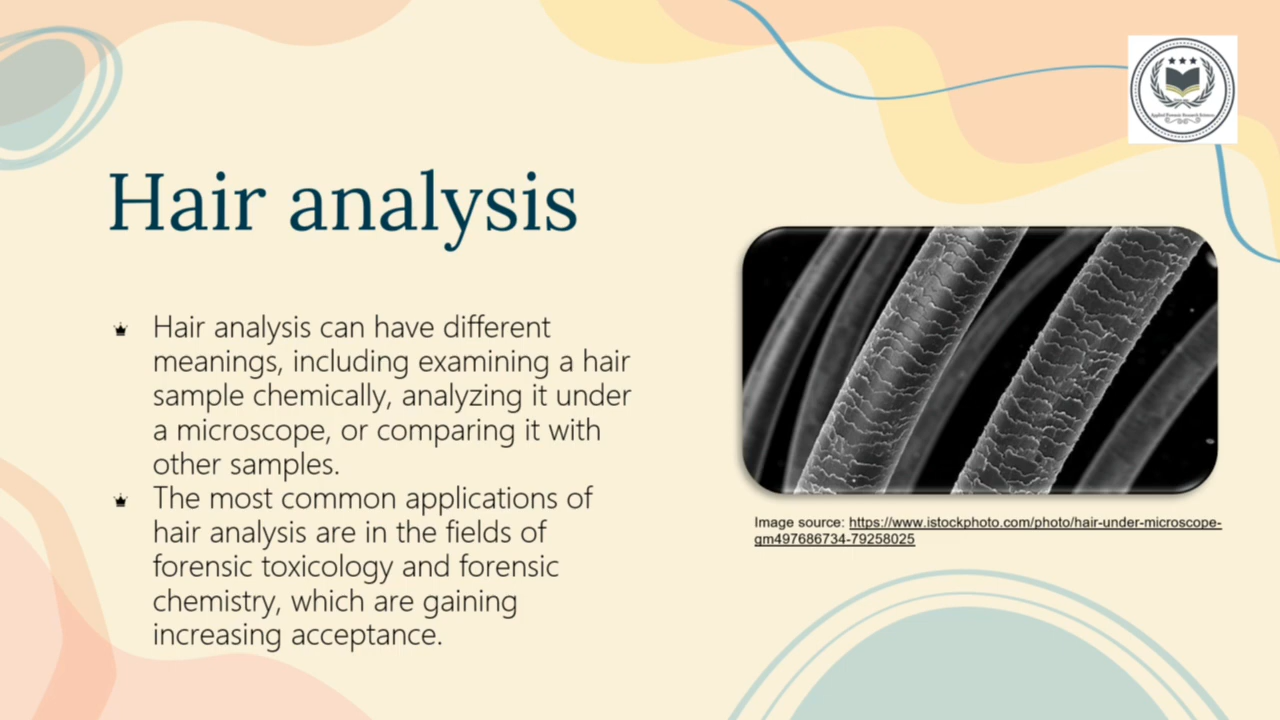 Hair analysis
Hair analysis can have different
meanings, including examining a hair
sample chemically, analyzing it under
a microscope, or comparing it with
other samples.
The most common applications of
hair analysis are in the fields of
forensic toxicology and forensic
chemistry, which are gaining
increasing acceptance.
Image source: https://www.istockphoto.com/photo/hair-under-microscope-
gm497686734-79258025